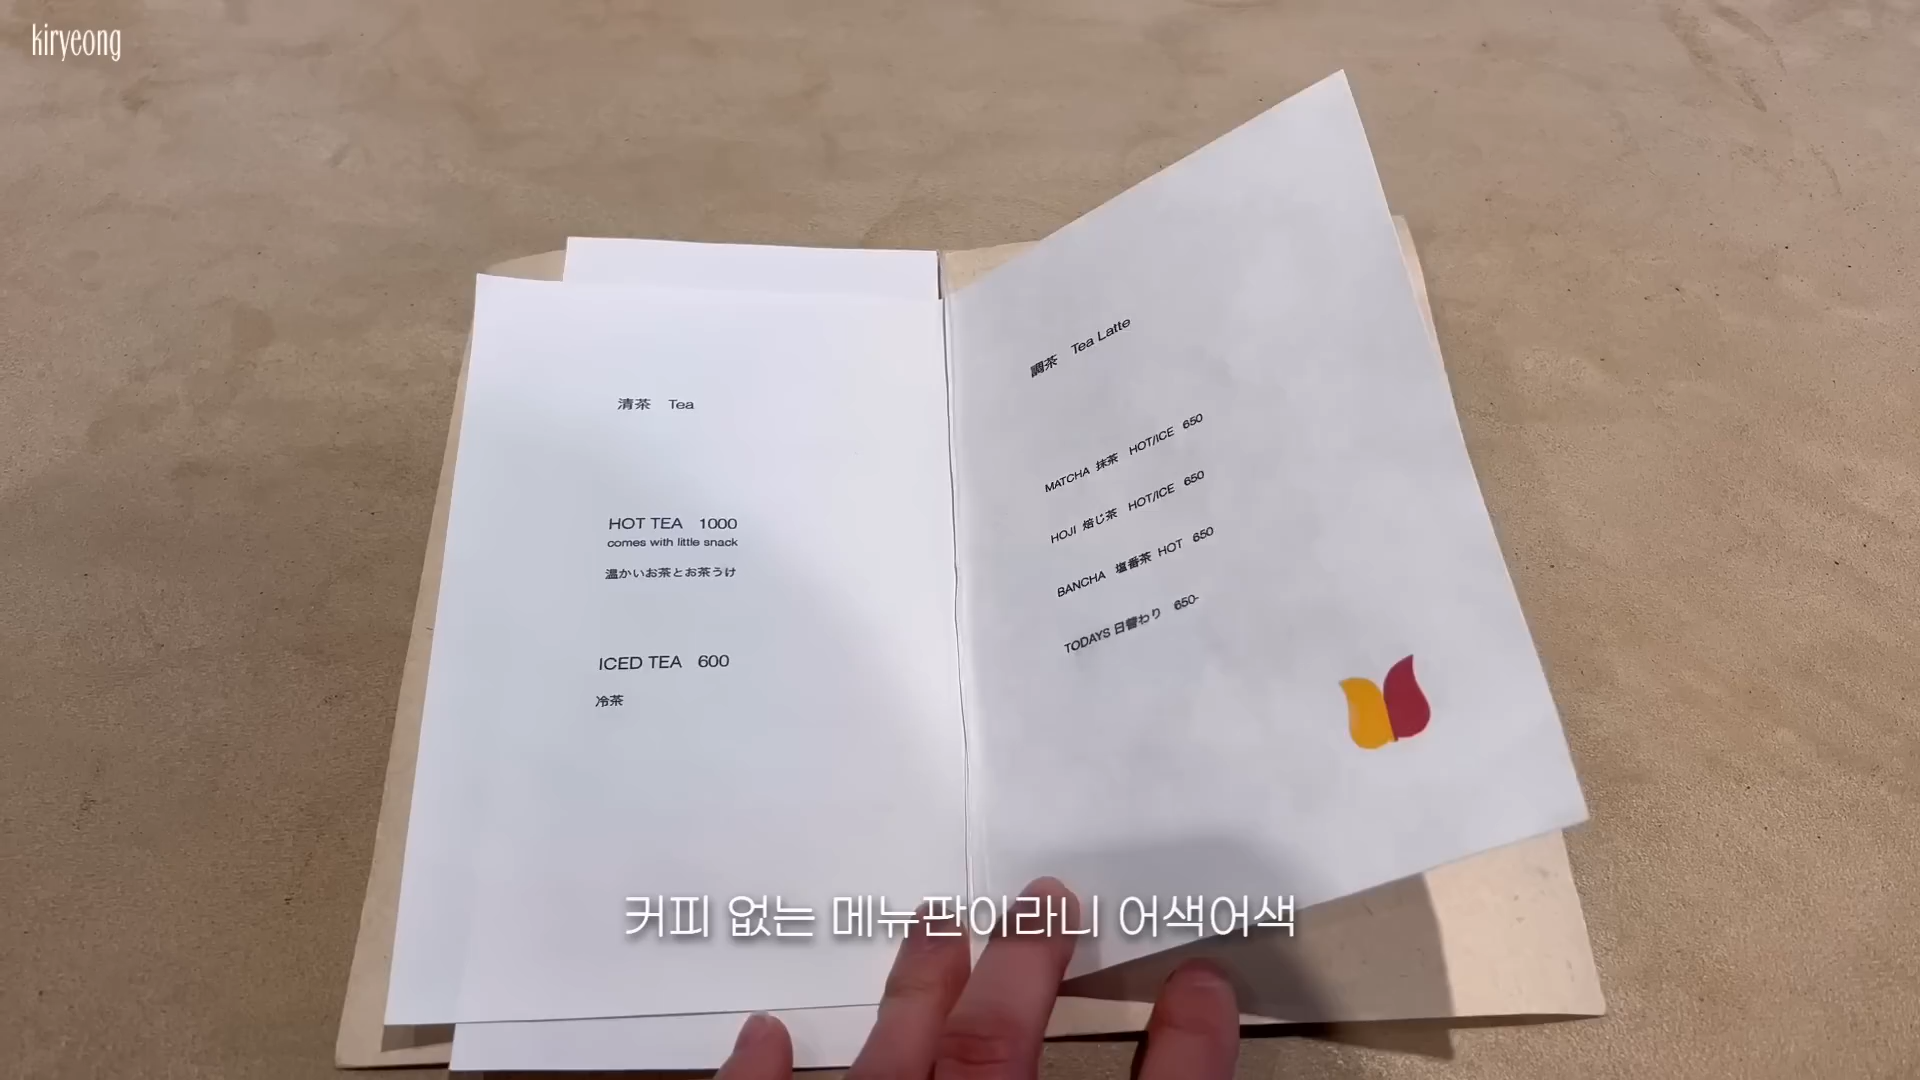 kiryeong
清茶 Tea
HOT TEA 1000
comes with little snack
温かいお茶とお茶うけ
ICED TEA 600
冷茶
調茶 Tea Latte
MATCHA 抹茶 HOT/ICE 650
HOJI 焙じ茶 HOT/ICE 650
BANCHA 塩番茶 HOT 650
TODAYS 日替わり 650-
커피 없는 메뉴판이라니 어색어색